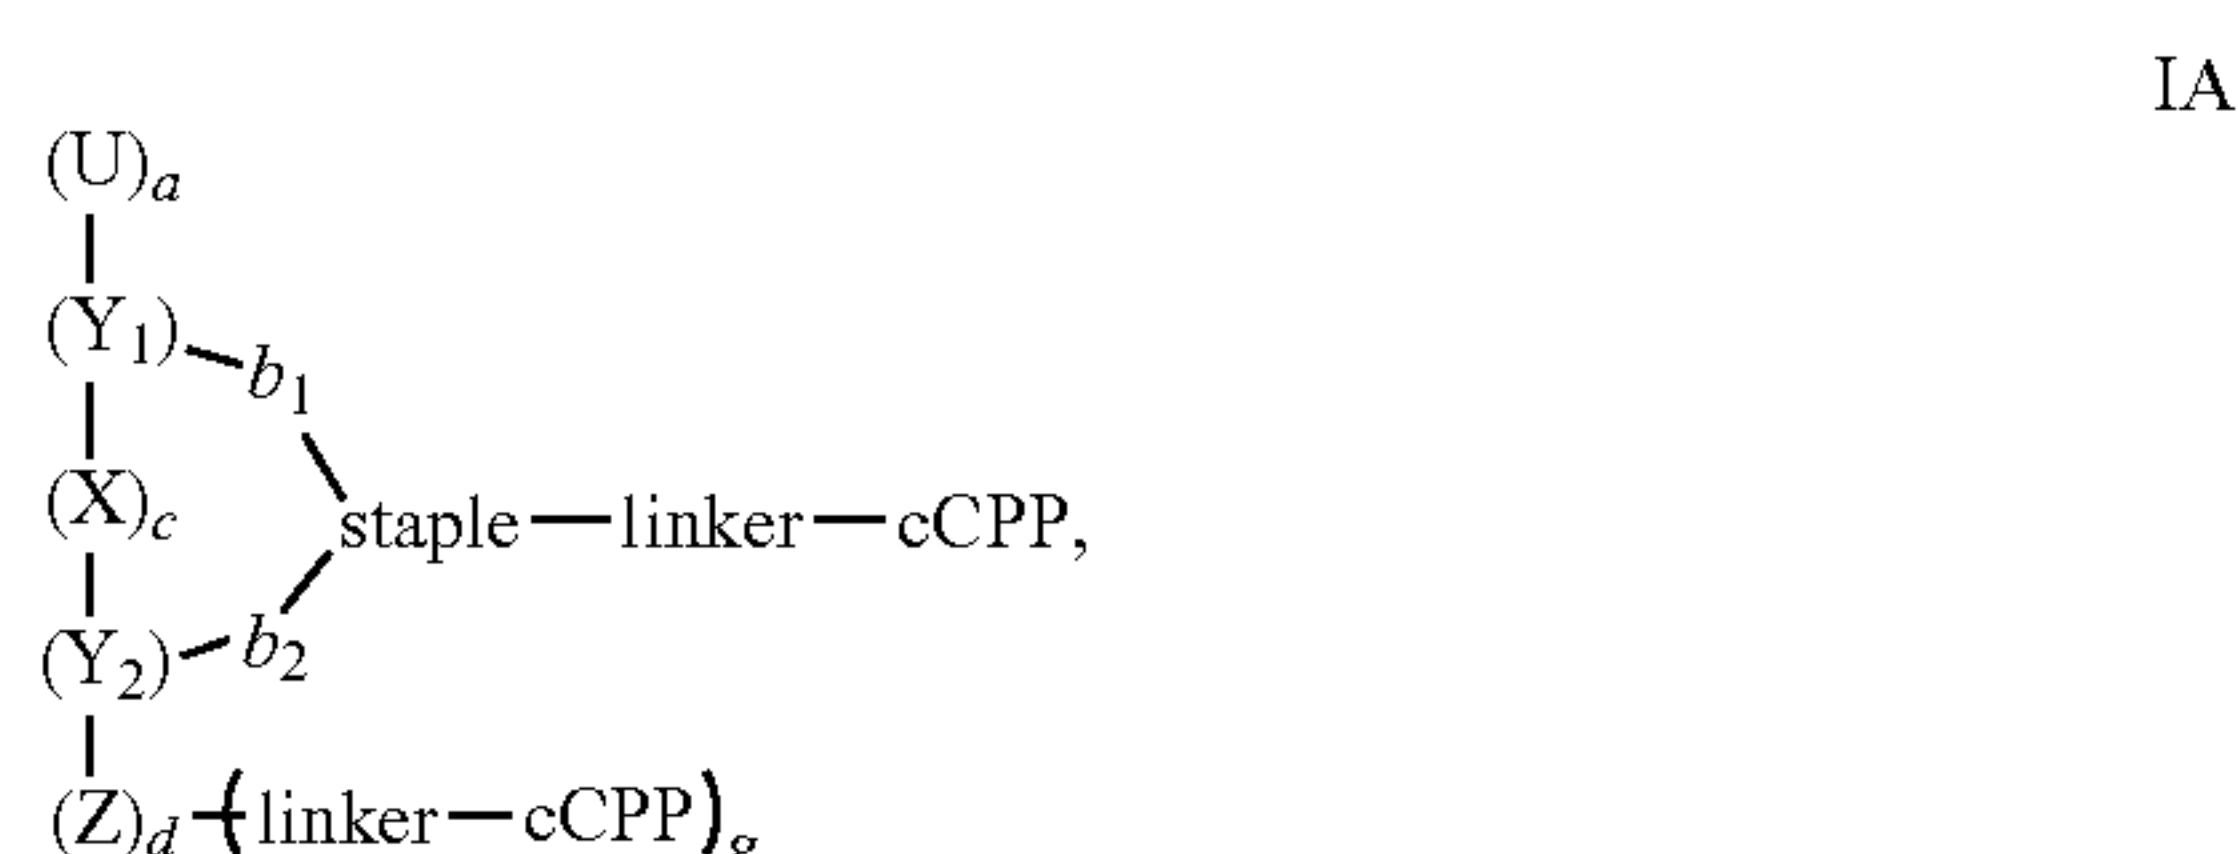 IA
(U)a
(Y1) b1
(X)c staple—linker—cCPP,
(Y2) b2
(Z)d (linker—cCPP)g